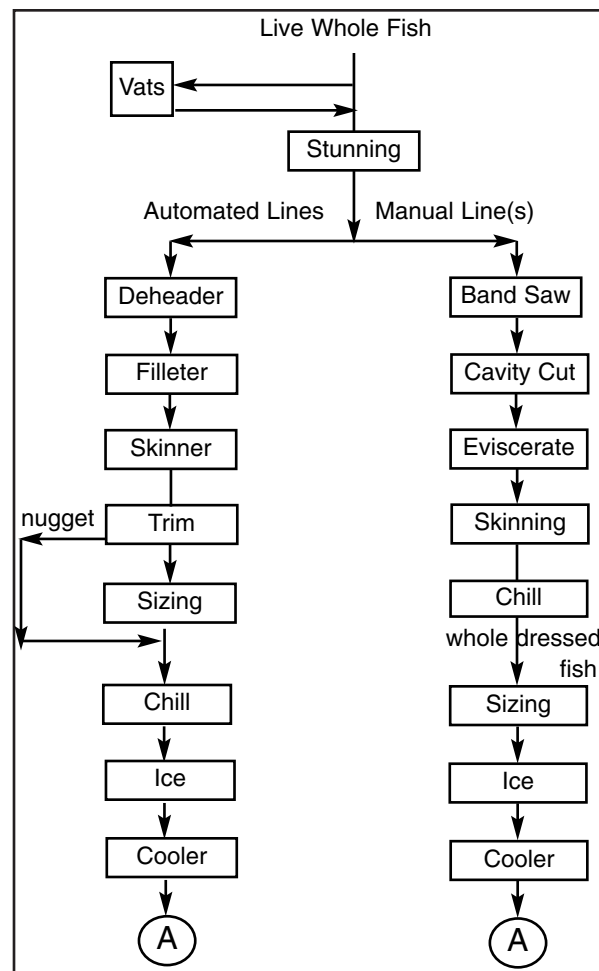 Live Whole Fish
Vats
Stunning
Automated Lines
Manual Line(s)
Deheader
Filleter
Skinner
nugget
Trim
Sizing
Chill
Ice
Cooler
A
Band Saw
Cavity Cut
Eviscerate
Skinning
Chill
whole dressed
fish
Sizing
Ice
Cooler
A